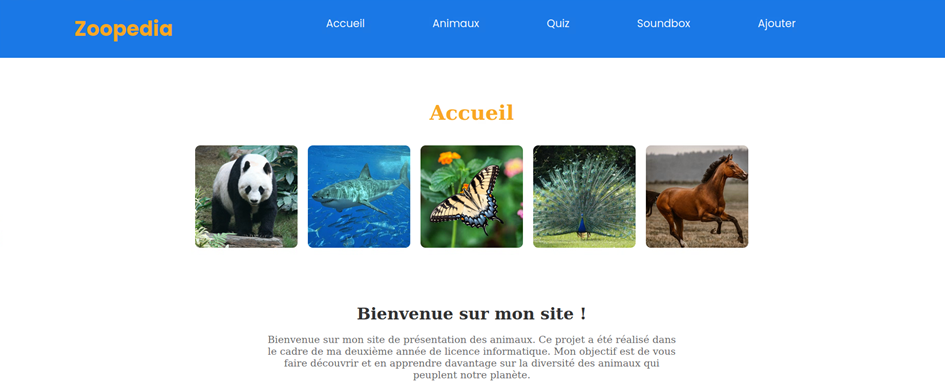 Zoopedia
Accueil Animaux Quiz Soundbox Ajouter
Accueil
Bienvenue sur mon site !
Bienvenue sur mon site de présentation des animaux. Ce projet a été réalisé dans
le cadre de ma deuxième année de licence informatique. Mon objectif est de vous
faire découvrir et en apprendre davantage sur la diversité des animaux qui
peuplent notre planète.